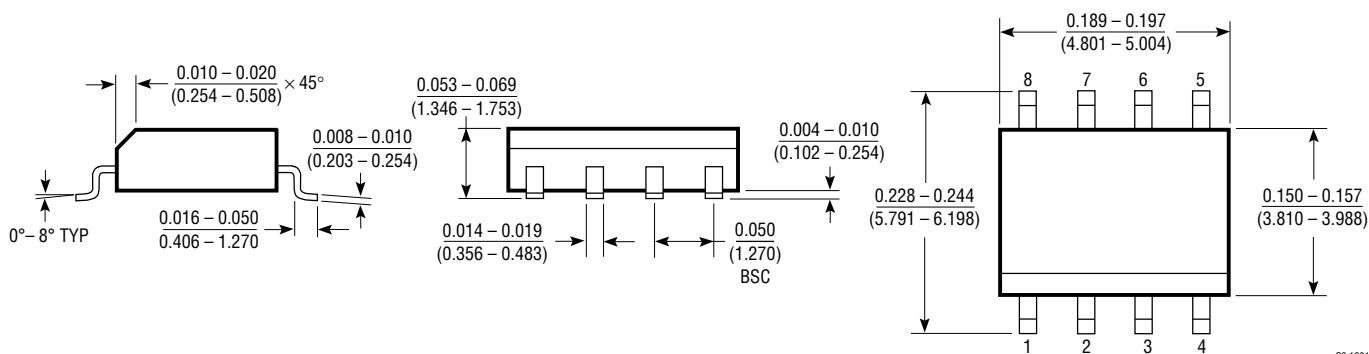 0.010 – 0.020
(0.254 – 0.508)
× 45°
0.008 – 0.010
(0.203 – 0.254)
0°– 8° TYP
0.016 – 0.050
0.406 – 1.270
0.053 – 0.069
(1.346 – 1.753)
0.004 – 0.010
(0.102 – 0.254)
0.014 – 0.019
(0.356 – 0.483)
0.050
(1.270)
BSC
0.189 – 0.197
(4.801 – 5.004)
8 7 6 5
0.228 – 0.244
(5.791 – 6.198)
0.150 – 0.157
(3.810 – 3.988)
1 2 3 4